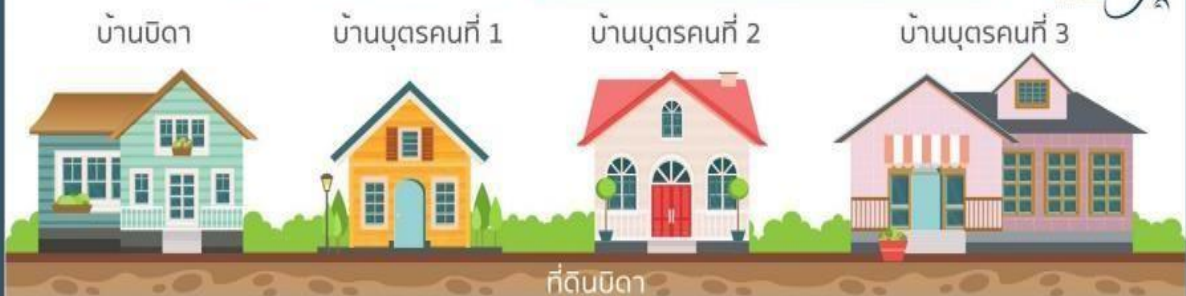 บ้านบิดา
บ้านบุตรคนที่ 1
บ้านบุตรคนที่ 2
บ้านบุตรคนที่ 3
ที่ดินบิดา